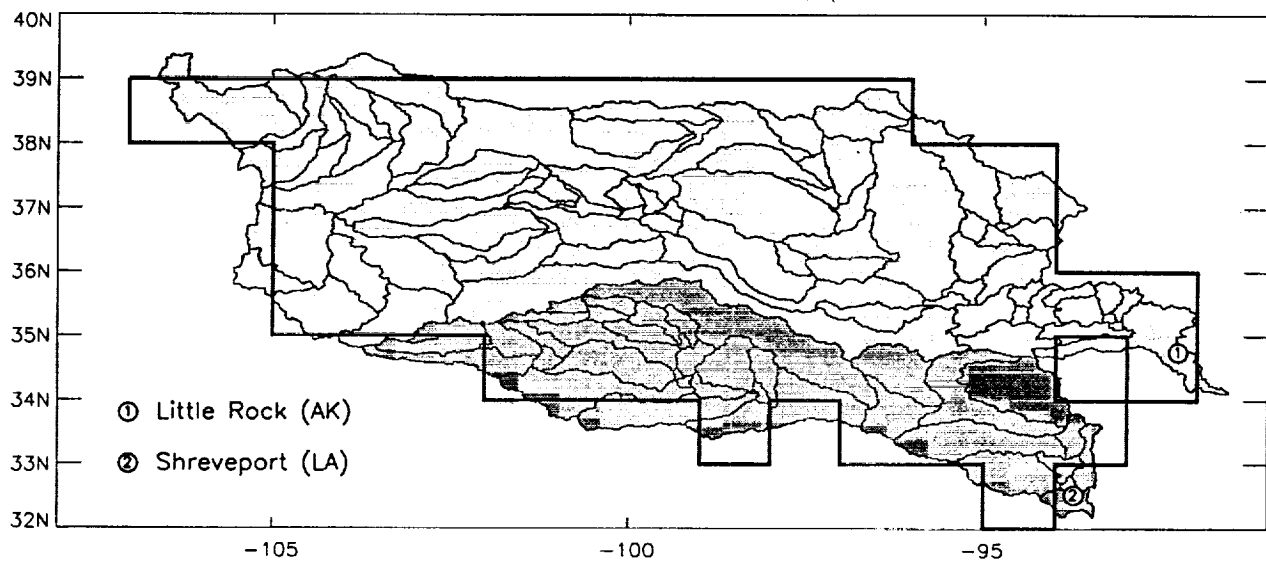 40N
39N
38N
37N
36N
35N
34N
33N
32N
① Little Rock (AK)
② Shreveport (LA)
①
②
-105 -100 -95